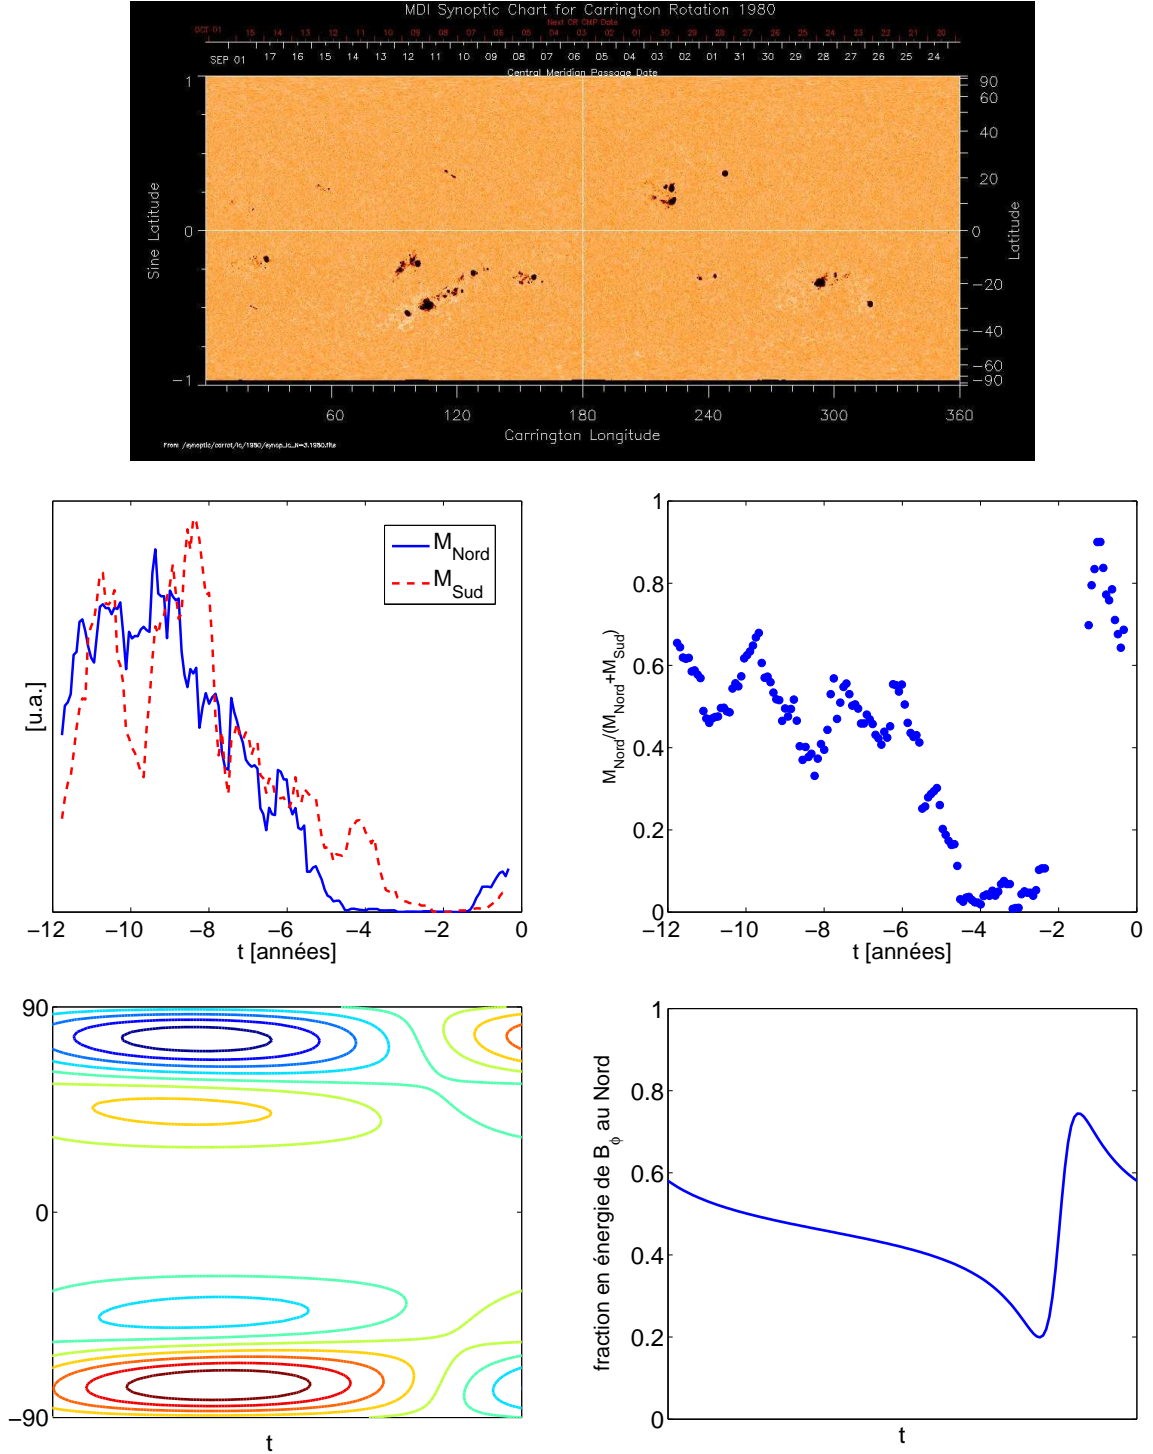 MDI Synoptic Chart for Carrington Rotation 1980
Next CR CMP Date
OCT 01 15 14 13 12 11 10 09 08 07 06 05 04 03 02 01 30 29 28 27 26 25 24 23 22 21 20
SEP 01 17 16 15 14 13 12 11 10 09 08 07 06 05 04 03 02 01 31 30 29 28 27 26 25 24
Central Meridian Passage Date
1
0
−1
Sine Latitude
90
60
40
20
0
−20
−40
−60
−90
Latitude
60 120 180 240 300 360
Carrington Longitude
[u.a.]
M_Nord
M_Sud
−12 −10 −8 −6 −4 −2 0
t [années]
M_Nord/(M_Nord+M_Sud)
1
0.8
0.6
0.4
0.2
0
−12 −10 −8 −6 −4 −2 0
t [années]
90
0
−90
t
fraction en énergie de B_ϕ au Nord
1
0.8
0.6
0.4
0.2
0
t